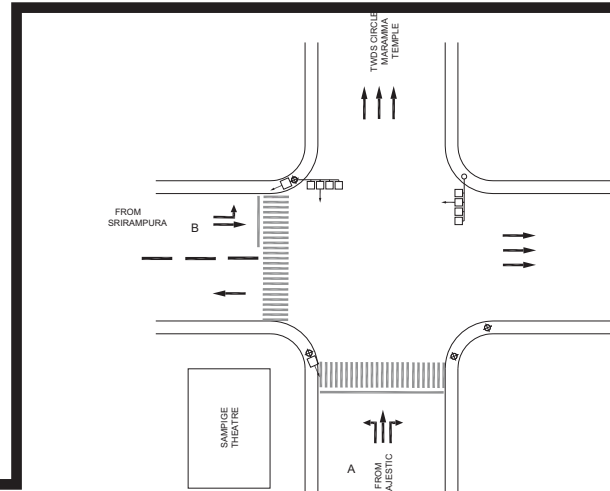 TWDS CIRCLE
MARAMMA
TEMPLE
FROM
SRIRAMPURA
B
SAMPIGE
THEATRE
A
FROM
AJESTIC